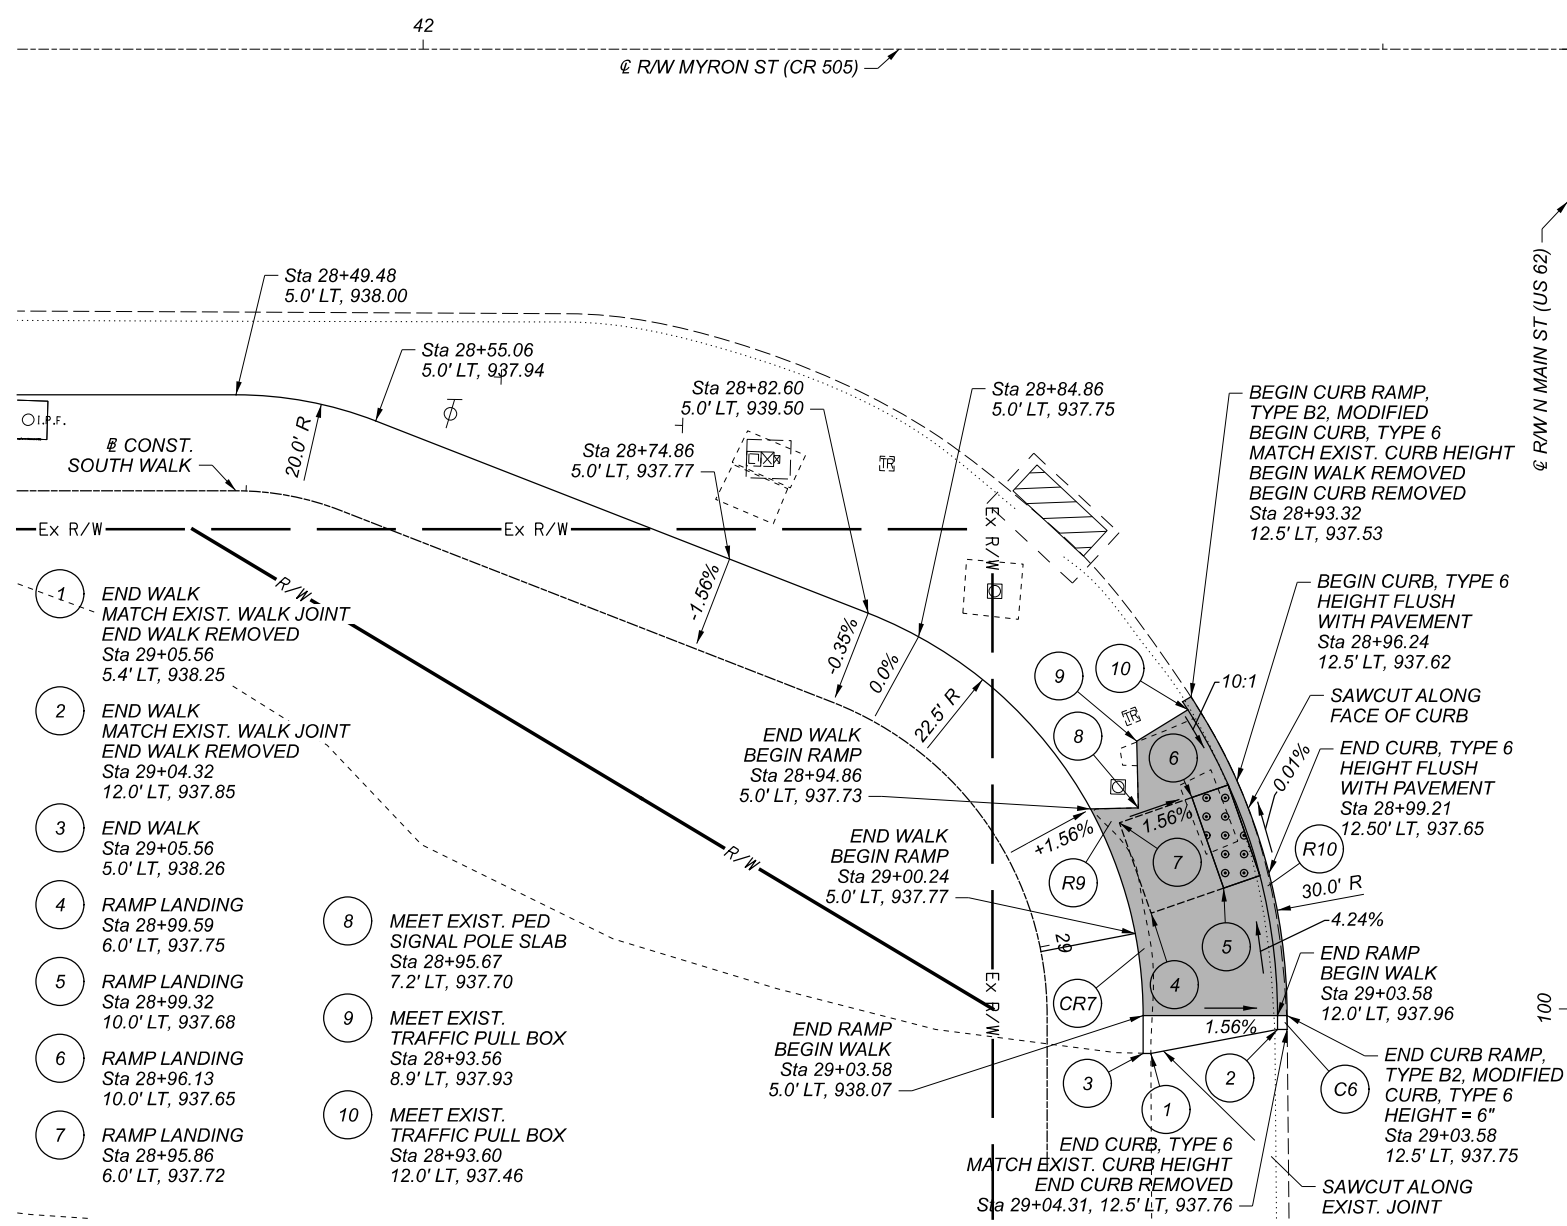 42
℄ R/W MYRON ST (CR 505)
℄ R/W N MAIN ST (US 62)
Sta 28+49.48
5.0' LT, 938.00
Sta 28+55.06
5.0' LT, 937.94
Sta 28+82.60
5.0' LT, 939.50
Sta 28+84.86
5.0' LT, 937.75
Sta 28+74.86
5.0' LT, 937.77
I.P.F.
20.0' R
CONST.
SOUTH WALK
TR
Ex R/W
Ex R/W
Ex R/W
R/W
R/W
Ex R/W
-1.56%
-0.35%
0.0%
22.5' R
BEGIN CURB RAMP,
TYPE B2, MODIFIED
BEGIN CURB, TYPE 6
MATCH EXIST. CURB HEIGHT
BEGIN WALK REMOVED
BEGIN CURB REMOVED
Sta 28+93.32
12.5' LT, 937.53
BEGIN CURB, TYPE 6
HEIGHT FLUSH
WITH PAVEMENT
Sta 28+96.24
12.5' LT, 937.62
10:1
SAWCUT ALONG
FACE OF CURB
0.01%
END CURB, TYPE 6
HEIGHT FLUSH
WITH PAVEMENT
Sta 28+99.21
12.50' LT, 937.65
R10
30.0' R
4.24%
END RAMP
BEGIN WALK
Sta 29+03.58
12.0' LT, 937.96
100
END CURB RAMP,
TYPE B2, MODIFIED
CURB, TYPE 6
HEIGHT = 6"
Sta 29+03.58
12.5' LT, 937.75
C6
SAWCUT ALONG
EXIST. JOINT
END WALK
BEGIN RAMP
Sta 28+94.86
5.0' LT, 937.73
END WALK
BEGIN RAMP
Sta 29+00.24
5.0' LT, 937.77
END RAMP
BEGIN WALK
Sta 29+03.58
5.0' LT, 938.07
END CURB, TYPE 6
MATCH EXIST. CURB HEIGHT
END CURB REMOVED
Sta 29+04.31, 12.5' LT, 937.76
9
10
8
TR
6
7
5
4
3
1
2
+1.56%
1.56%
1.56%
R9
CR7
29
1
END WALK
MATCH EXIST. WALK JOINT
END WALK REMOVED
Sta 29+05.56
5.4' LT, 938.25
2
END WALK
MATCH EXIST. WALK JOINT
END WALK REMOVED
Sta 29+04.32
12.0' LT, 937.85
3
END WALK
Sta 29+05.56
5.0' LT, 938.26
4
RAMP LANDING
Sta 28+99.59
6.0' LT, 937.75
5
RAMP LANDING
Sta 28+99.32
10.0' LT, 937.68
6
RAMP LANDING
Sta 28+96.13
10.0' LT, 937.65
7
RAMP LANDING
Sta 28+95.86
6.0' LT, 937.72
8
MEET EXIST. PED
SIGNAL POLE SLAB
Sta 28+95.67
7.2' LT, 937.70
9
MEET EXIST.
TRAFFIC PULL BOX
Sta 28+93.56
8.9' LT, 937.93
10
MEET EXIST.
TRAFFIC PULL BOX
Sta 28+93.60
12.0' LT, 937.46